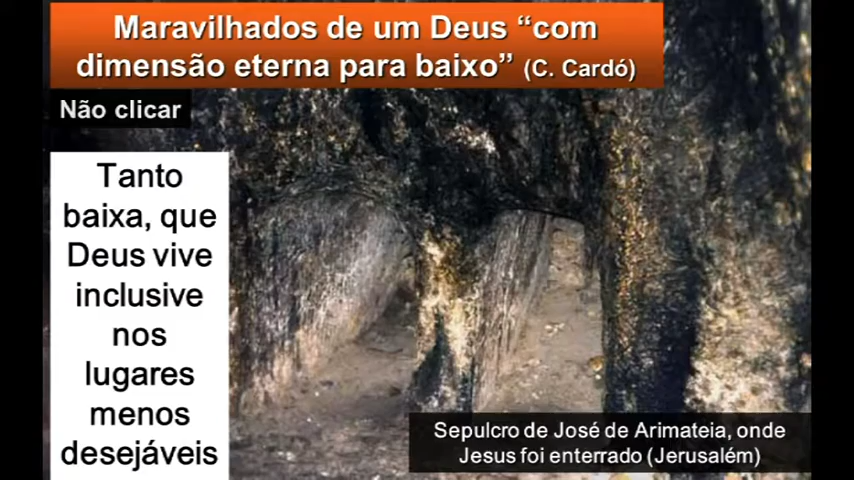 Maravilhados de um Deus “com
dimensão eterna para baixo” (C. Cardó)
Não clicar
Tanto
baixa, que
Deus vive
inclusive
nos
lugares
menos
desejáveis
Sepulcro de José de Arimateia, onde
Jesus foi enterrado (Jerusalém)